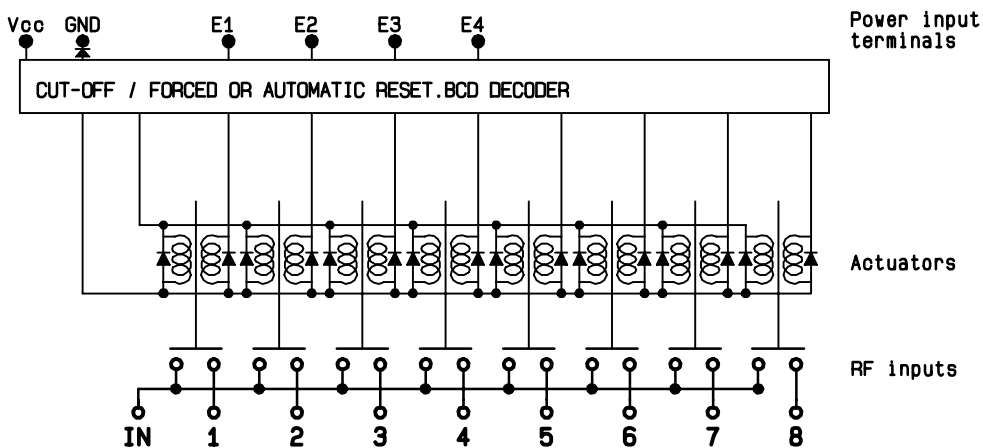 Vcc GND E1 E2 E3 E4 Power input
terminals
CUT-OFF / FORCED OR AUTOMATIC RESET.BCD DECODER
Actuators
RF inputs
IN 1 2 3 4 5 6 7 8